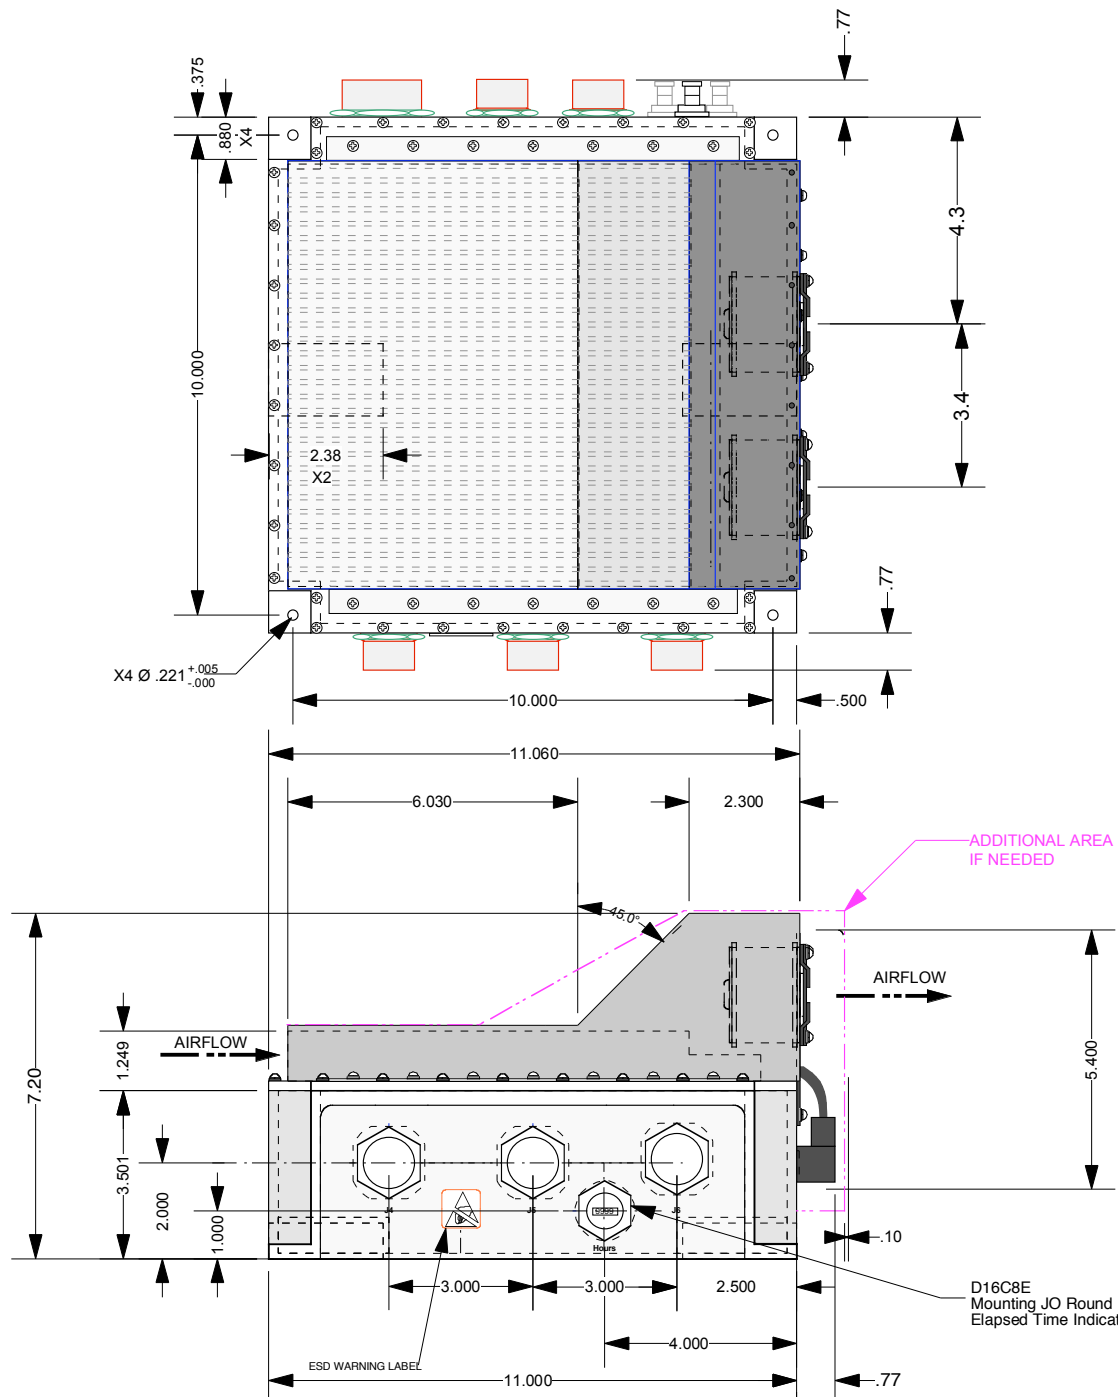 .77
.375
.880
X4
4.3
10.000
3.4
2.38
X2
.77
X4 Ø .221 +.005
-.000
10.000
.500
11.060
6.030
2.300
ADDITIONAL AREA
IF NEEDED
45.0°
AIRFLOW
AIRFLOW
1.249
7.20
5.400
3.501
2.000
1.000
J4
J5
J6
9999
Hours
.10
3.000
3.000
2.500
D16C8E
Mounting JO Round
Elapsed Time Indicat
4.000
ESD WARNING LABEL
11.000
.77